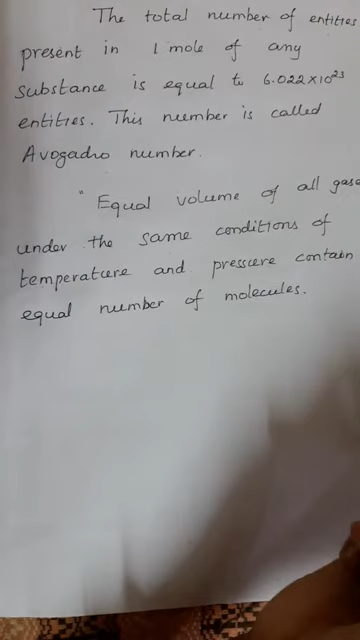 The total number of entities
present in 1 mole of any
substance is equal to 6.022×10²³
entities. This number is called
Avogadro number.
" Equal volume of all gase
under the same conditions of
temperature and pressure contain
equal number of molecules.